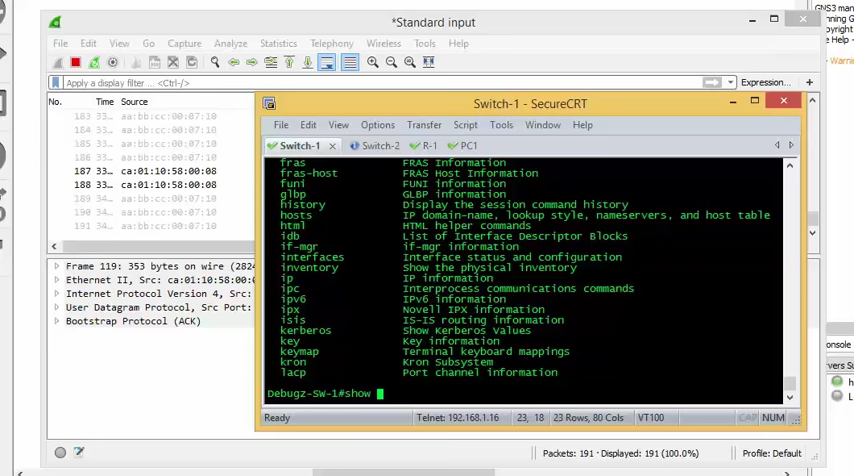 GNS3 man
*Standard input
File Edit View Go Capture Analyze Statistics Telephony Wireless Tools Help
Apply a display filter ... <Ctrl-/>
Expression...
No. Time Source
183 33… aa:bb:cc:00:07:10
184 33… aa:bb:cc:00:07:10
185 33… aa:bb:cc:00:07:10
186 33… aa:bb:cc:00:07:10
187 33… ca:01:10:58:00:08
188 33… ca:01:10:58:00:08
189 33… aa:bb:cc:00:07:10
190 34… aa:bb:cc:00:07:10
191 34… aa:bb:cc:00:07:10
Frame 119: 353 bytes on wire (2824
Ethernet II, Src: ca:01:10:58:00:
Internet Protocol Version 4, Src:
User Datagram Protocol, Src Port:
Bootstrap Protocol (ACK)
Switch-1 - SecureCRT
File Edit View Options Transfer Script Tools Window Help
Switch-1 Switch-2 R-1 PC1
fras FRAS Information
fras-host FRAS Host Information
funi FUNI information
glbp GLBP information
history Display the session command history
hosts IP domain-name, lookup style, nameservers, and host table
html HTML helper commands
idb List of Interface Descriptor Blocks
if-mgr if-mgr information
interfaces Interface status and configuration
inventory Show the physical inventory
ip IP information
ipc Interprocess communications commands
ipv6 IPv6 information
ipx Novell IPX information
isis IS-IS routing information
kerberos Show Kerberos Values
key Key information
keymap Terminal keyboard mappings
kron Kron Subsystem
lacp Port channel information
Debugz-SW-1#show
Ready Telnet: 192.168.1.16 23, 18 23 Rows, 80 Cols VT100 CAP NUM
Packets: 191 · Displayed: 191 (100.0%) Profile: Default